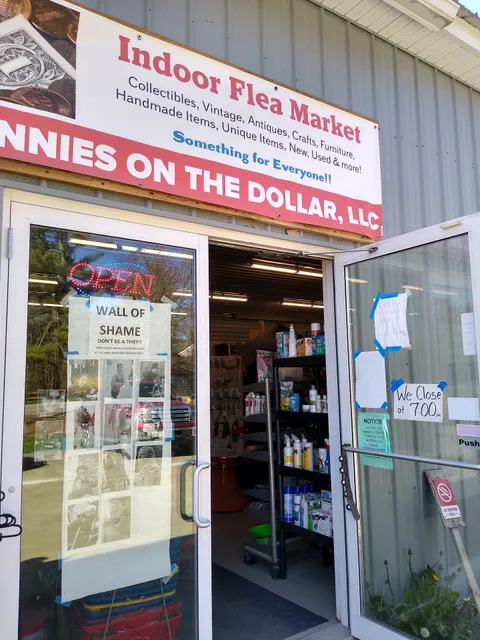 Indoor Flea Market
Collectibles, Vintage, Antiques, Crafts, Furniture,
Handmade Items, Unique Items, New, Used & more!
Something for Everyone!!
NNIES ON THE DOLLAR, LLC
OPEN
WALL OF
SHAME
DON'T BE A THIEF!!
We Close
at 7:00
NOTICE
Push